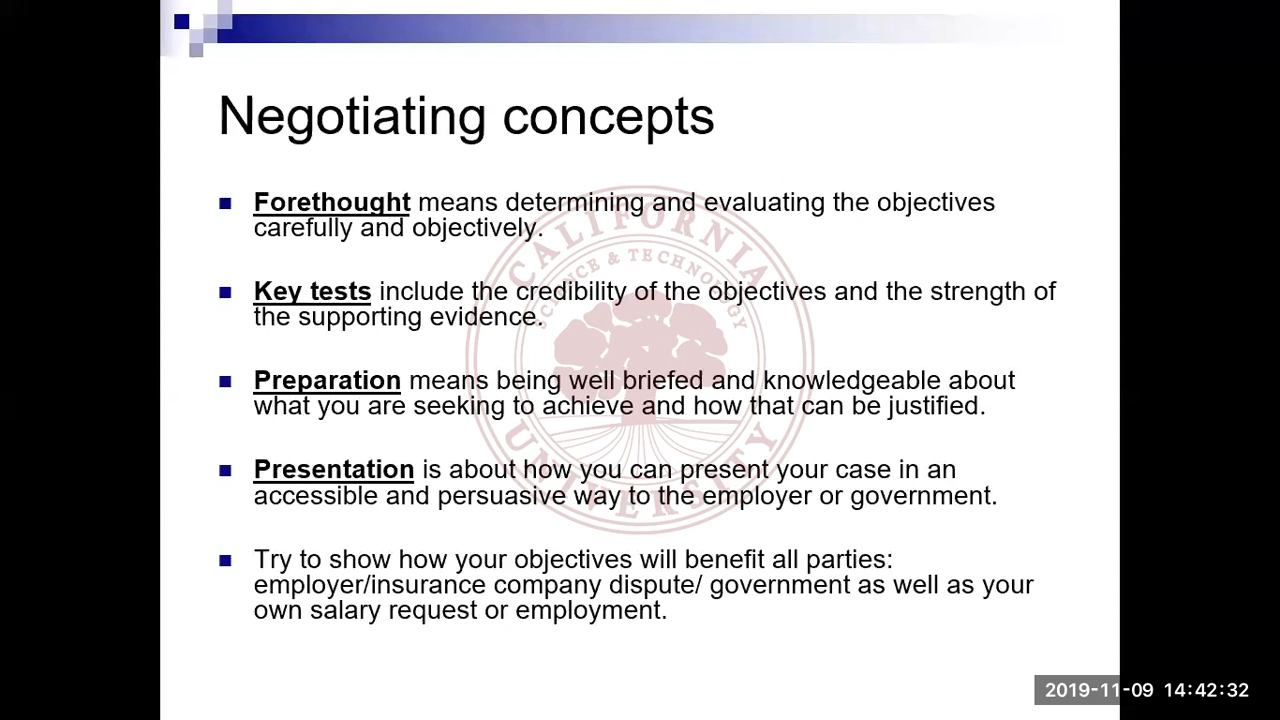 Negotiating concepts
Forethought means determining and evaluating the objectives
carefully and objectively.
Key tests include the credibility of the objectives and the strength of
the supporting evidence.
Preparation means being well briefed and knowledgeable about
what you are seeking to achieve and how that can be justified.
Presentation is about how you can present your case in an
accessible and persuasive way to the employer or government.
Try to show how your objectives will benefit all parties:
employer/insurance company dispute/ government as well as your
own salary request or employment.
CALIFORNIA
SCIENCE & TECHNOLOGY
UNIVERSITY
2019-11-09 14:42:32